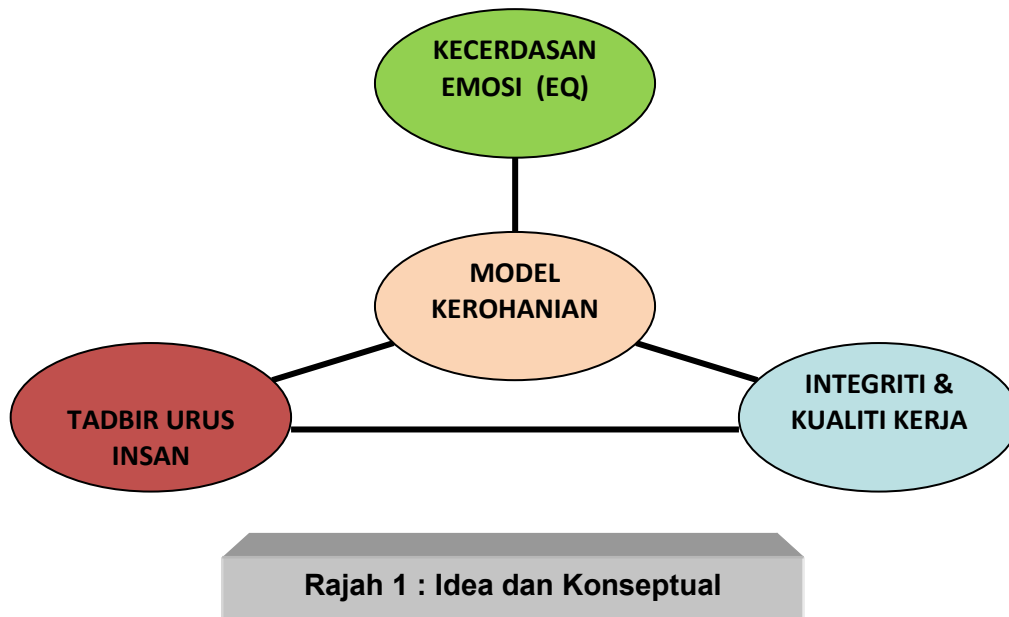 KECERDASAN
EMOSI (EQ)
MODEL
KEROHANIAN
TADBIR URUS
INSAN
INTEGRITI &
KUALITI KERJA
Rajah 1 : Idea dan Konseptual